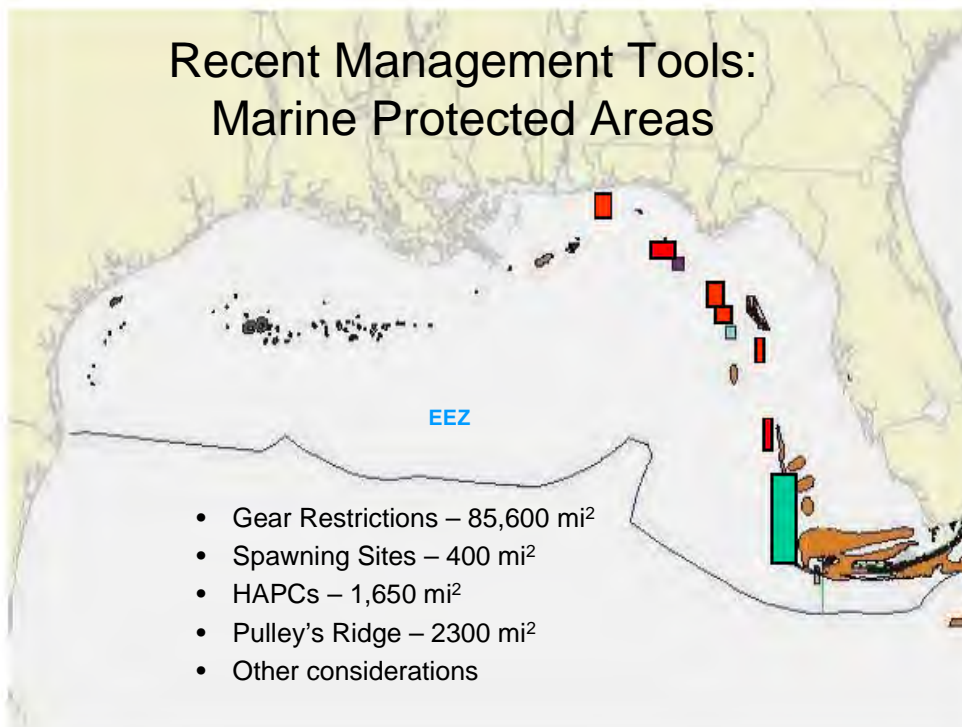 Recent Management Tools:
Marine Protected Areas
EEZ
• Gear Restrictions – 85,600 mi²
• Spawning Sites – 400 mi²
• HAPCs – 1,650 mi²
• Pulley's Ridge – 2300 mi²
• Other considerations